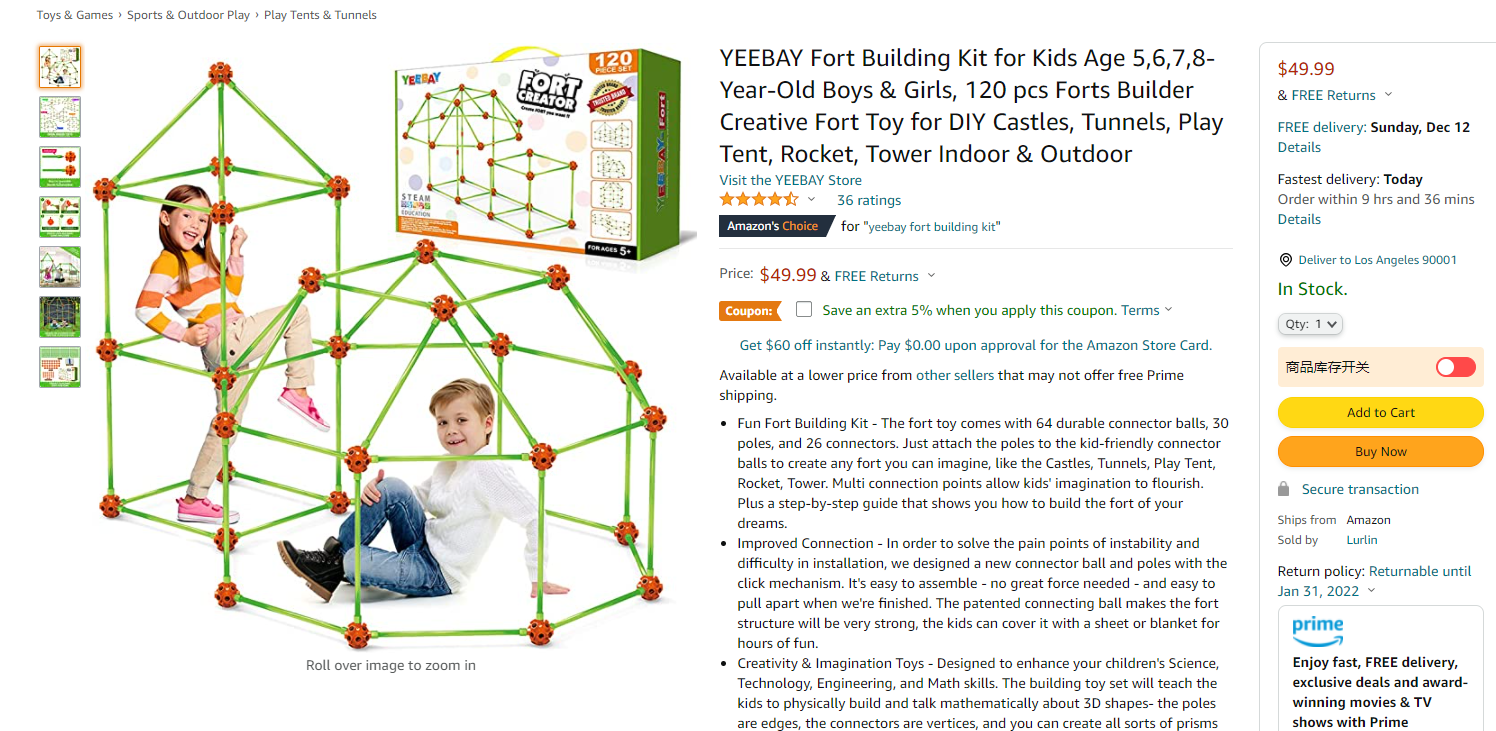 Toys & Games › Sports & Outdoor Play › Play Tents & Tunnels
YEEBAY
120
PIECE SET
FORT
CREATOR
Create FORT you want it
TRUSTED BRAND
STEAM
EDUCATION
FOR AGES 5+
YEEBAY FORT
Roll over image to zoom in
YEEBAY Fort Building Kit for Kids Age 5,6,7,8-
Year-Old Boys & Girls, 120 pcs Forts Builder
Creative Fort Toy for DIY Castles, Tunnels, Play
Tent, Rocket, Tower Indoor & Outdoor
Visit the YEEBAY Store
36 ratings
Amazon's Choice for "yeebay fort building kit"
Price: $49.99 & FREE Returns
Coupon: Save an extra 5% when you apply this coupon. Terms
Get $60 off instantly: Pay $0.00 upon approval for the Amazon Store Card.
Available at a lower price from other sellers that may not offer free Prime
shipping.
• Fun Fort Building Kit - The fort toy comes with 64 durable connector balls, 30
poles, and 26 connectors. Just attach the poles to the kid-friendly connector
balls to create any fort you can imagine, like the Castles, Tunnels, Play Tent,
Rocket, Tower. Multi connection points allow kids' imagination to flourish.
Plus a step-by-step guide that shows you how to build the fort of your
dreams.
• Improved Connection - In order to solve the pain points of instability and
difficulty in installation, we designed a new connector ball and poles with the
click mechanism. It's easy to assemble - no great force needed - and easy to
pull apart when we're finished. The patented connecting ball makes the fort
structure will be very strong, the kids can cover it with a sheet or blanket for
hours of fun.
• Creativity & Imagination Toys - Designed to enhance your children's Science,
Technology, Engineering, and Math skills. The building toy set will teach the
kids to physically build and talk mathematically about 3D shapes- the poles
are edges, the connectors are vertices, and you can create all sorts of prisms
$49.99
& FREE Returns
FREE delivery: Sunday, Dec 12
Details
Fastest delivery: Today
Order within 9 hrs and 36 mins
Details
Deliver to Los Angeles 90001
In Stock.
Qty: 1
商品库存开关
Add to Cart
Buy Now
Secure transaction
Ships from Amazon
Sold by Lurlin
Return policy: Returnable until
Jan 31, 2022
prime
Enjoy fast, FREE delivery,
exclusive deals and award-
winning movies & TV
shows with Prime